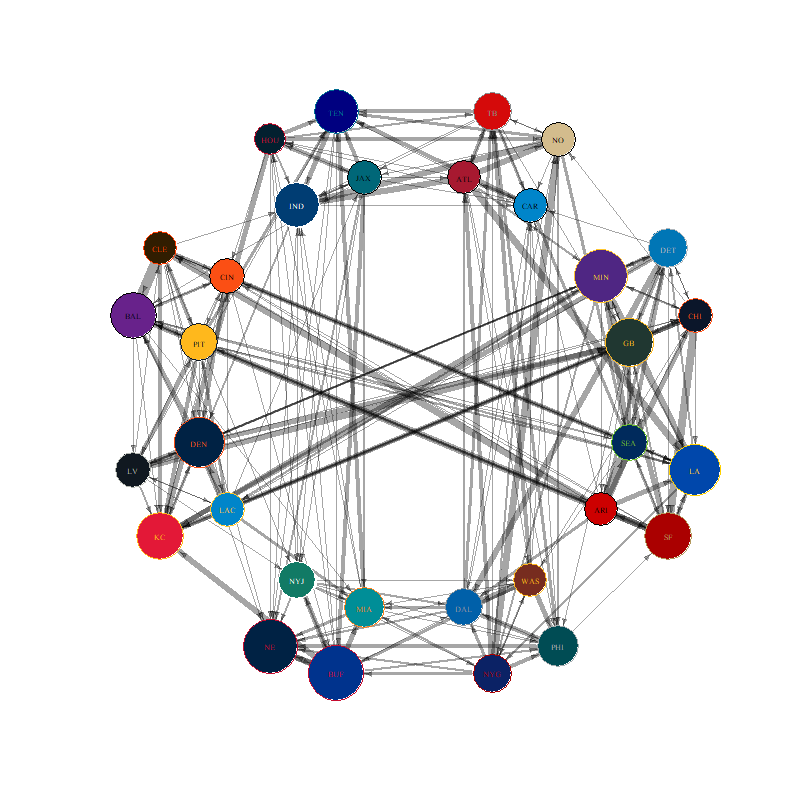 TEN
TB
HOU
NO
JAX
ATL
IND
CAR
CLE
DET
CIN
MIN
BAL
CHI
PIT
GB
DEN
SEA
LV
LA
LAC
ARI
KC
SF
NYJ
WAS
MIA
DAL
NE
PHI
BUF
NYG